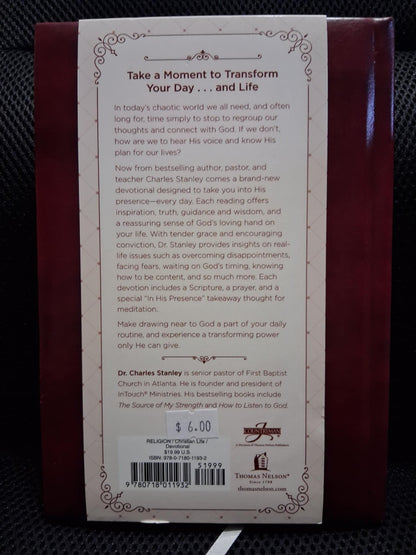 Take a Moment to Transform
Your Day . . . and Life
In today's chaotic world we all need, and often
long for, time simply to stop to regroup our
thoughts and connect with God. If we don't,
how are we to hear His voice and know His
plan for our lives?
Now from bestselling author, pastor, and
teacher Charles Stanley comes a brand-new
devotional designed to take you into His
presence—every day. Each reading offers
inspiration, truth, guidance and wisdom, and
a reassuring sense of God's loving hand on
your life. With tender grace and encouraging
conviction, Dr. Stanley provides insights on real-
life issues such as overcoming disappointments,
facing fears, waiting on God's timing, knowing
how to be content, and so much more. Each
devotion includes a Scripture, a prayer, and a
special "In His Presence" takeaway thought for
meditation.
Make drawing near to God a part of your daily
routine, and experience a transforming power
only He can give.
Dr. Charles Stanley is senior pastor of First Baptist
Church in Atlanta. He is founder and president of
InTouch® Ministries. His bestselling books include
The Source of My Strength and How to Listen to God.
$ 6.00
RELIGION / Christian Life /
Devotional
$19.99 U.S.
ISBN: 978-0-7180-1193-2
51999
9 780718 011932
J
COUNTRYMAN
A Division of Thomas Nelson Publishers
THOMAS NELSON®
Since 1798
thomasnelson.com